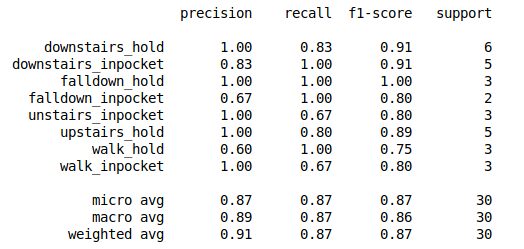 precision recall f1-score support
downstairs_hold 1.00 0.83 0.91 6
downstairs_inpocket 0.83 1.00 0.91 5
falldown_hold 1.00 1.00 1.00 3
falldown_inpocket 0.67 1.00 0.80 2
unstairs_inpocket 1.00 0.67 0.80 3
upstairs_hold 1.00 0.80 0.89 5
walk_hold 0.60 1.00 0.75 3
walk_inpocket 1.00 0.67 0.80 3
micro avg 0.87 0.87 0.87 30
macro avg 0.89 0.87 0.86 30
weighted avg 0.91 0.87 0.87 30